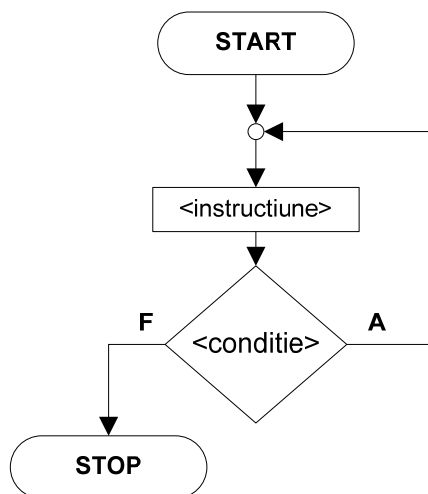 START
<instructiune>
F
<conditie>
A
STOP